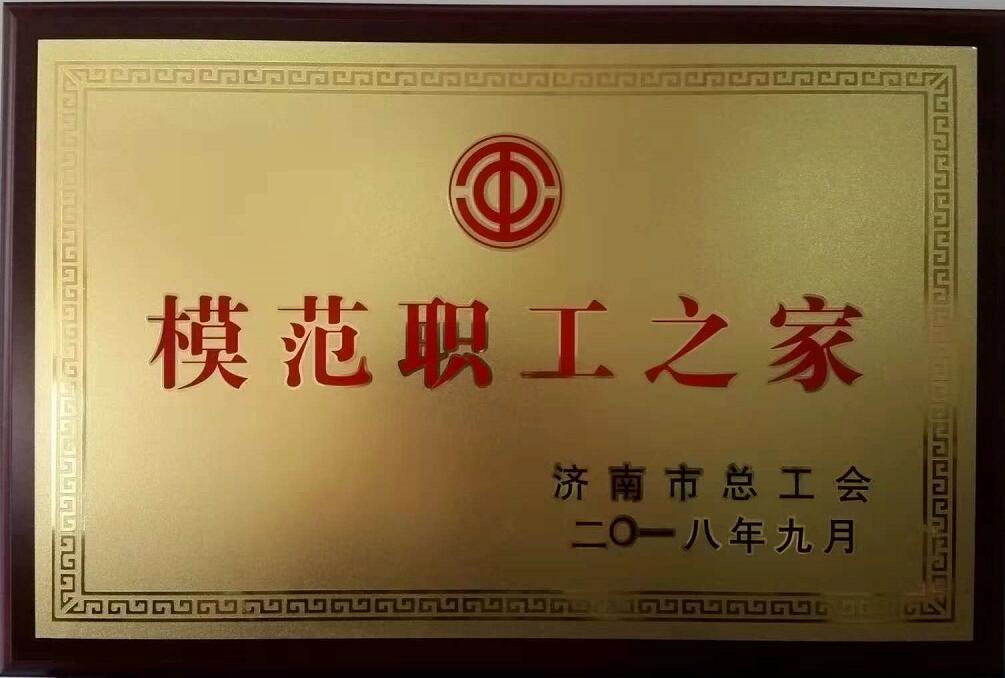 模范职工之家
济南市总工会
二〇一八年九月